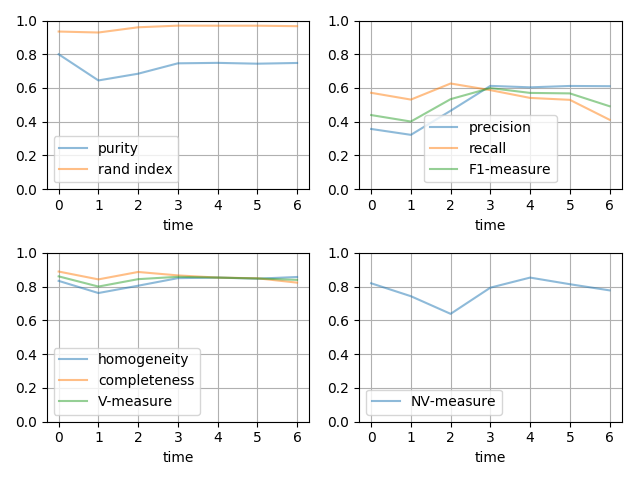 1.0
0.8
0.6
0.4
0.2
0.0
purity
rand index
0 1 2 3 4 5 6
time
1.0
0.8
0.6
0.4
0.2
0.0
precision
recall
F1-measure
0 1 2 3 4 5 6
time
1.0
0.8
0.6
0.4
0.2
0.0
homogeneity
completeness
V-measure
0 1 2 3 4 5 6
time
1.0
0.8
0.6
0.4
0.2
0.0
NV-measure
0 1 2 3 4 5 6
time